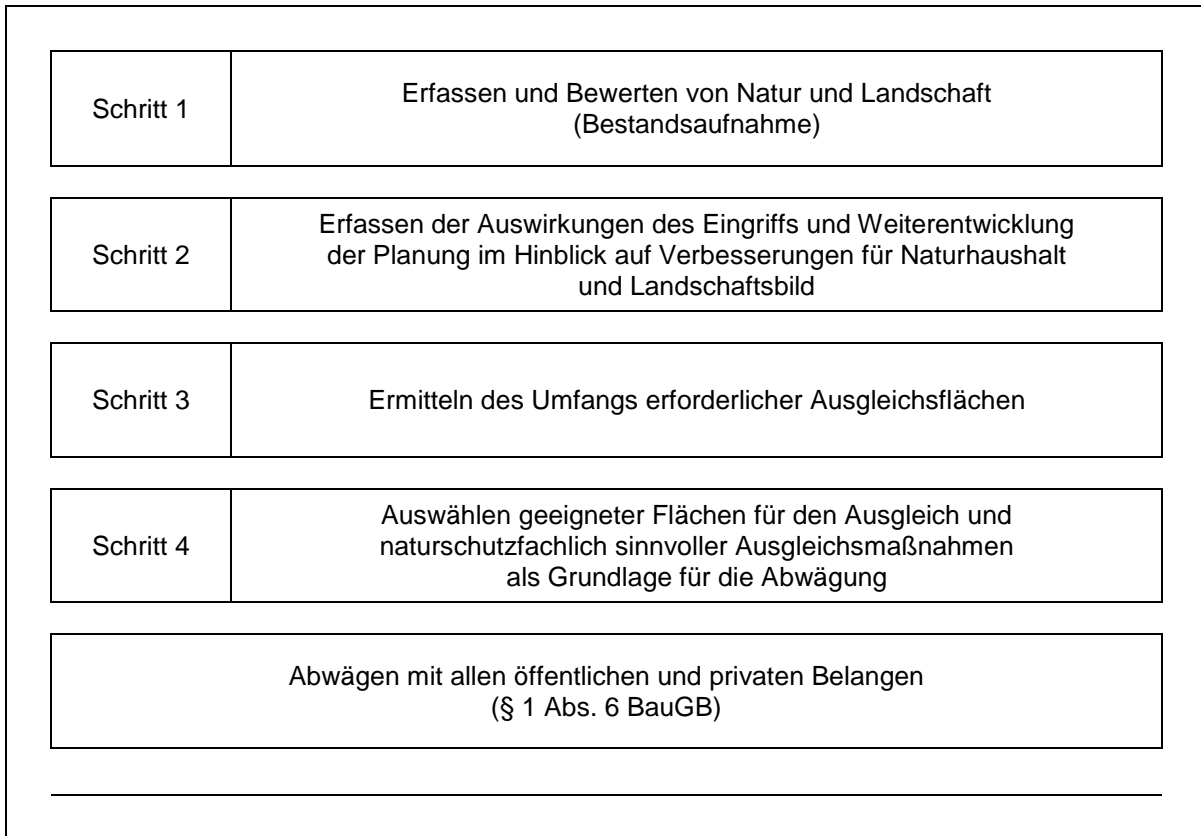 Schritt 1
Erfassen und Bewerten von Natur und Landschaft
(Bestandsaufnahme)
Schritt 2
Erfassen der Auswirkungen des Eingriffs und Weiterentwicklung
der Planung im Hinblick auf Verbesserungen für Naturhaushalt
und Landschaftsbild
Schritt 3
Ermitteln des Umfangs erforderlicher Ausgleichsflächen
Schritt 4
Auswählen geeigneter Flächen für den Ausgleich und
naturschutzfachlich sinnvoller Ausgleichsmaßnahmen
als Grundlage für die Abwägung
Abwägen mit allen öffentlichen und privaten Belangen
(§ 1 Abs. 6 BauGB)